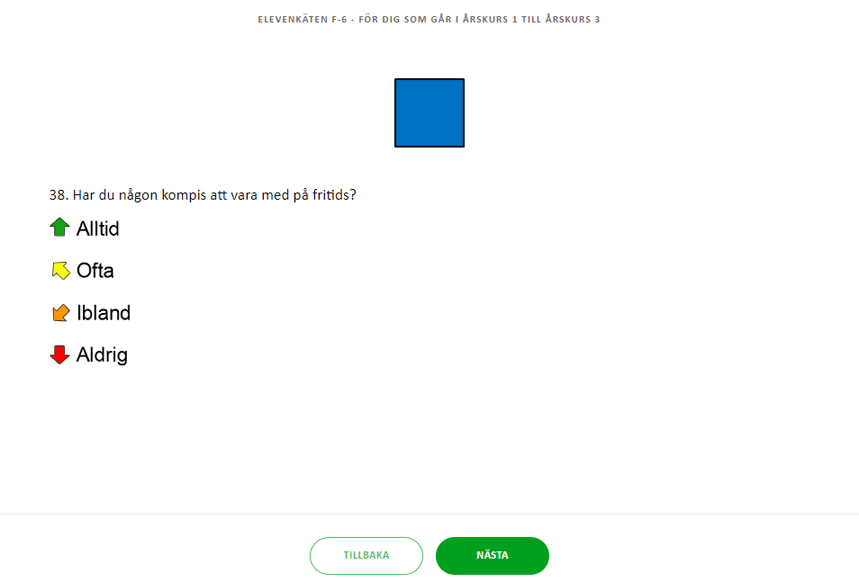 ELEVENKÄTEN F-6 - FÖR DIG SOM GÅR I ÅRSKURS 1 TILL ÅRSKURS 3
38. Har du någon kompis att vara med på fritids?
Alltid
Ofta
Ibland
Aldrig
TILLBAKA
NÄSTA